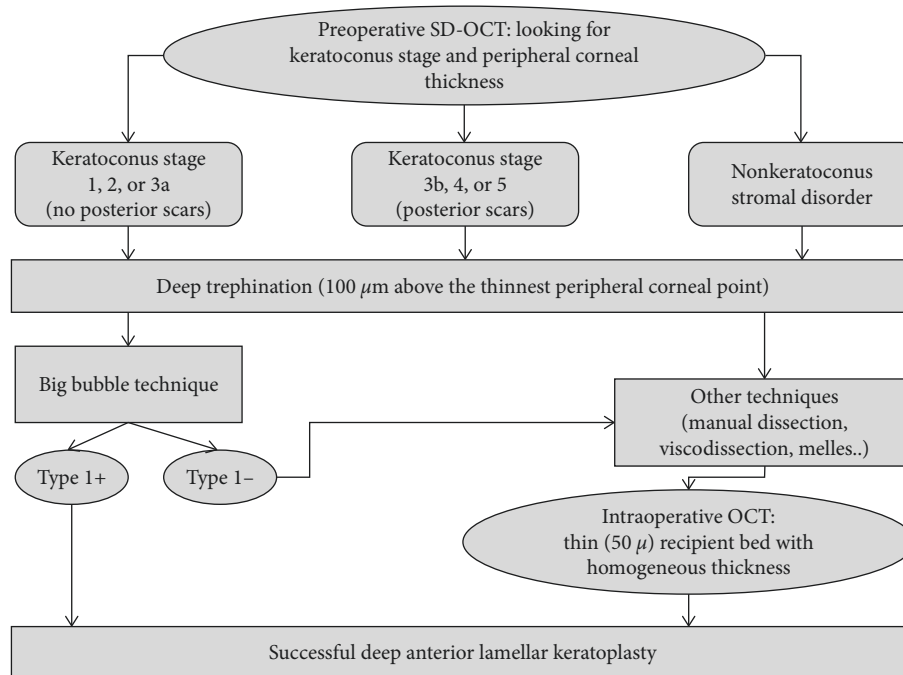 Preoperative SD-OCT: looking for
keratoconus stage and peripheral corneal
thickness
Keratoconus stage
1, 2, or 3a
(no posterior scars)
Keratoconus stage
3b, 4, or 5
(posterior scars)
Nonkeratoconus
stromal disorder
Deep trephination (100 μm above the thinnest peripheral corneal point)
Big bubble technique
Other techniques
(manual dissection,
viscodissection, melles..)
Type 1+
Type 1–
Intraoperative OCT:
thin (50 μ) recipient bed with
homogeneous thickness
Successful deep anterior lamellar keratoplasty